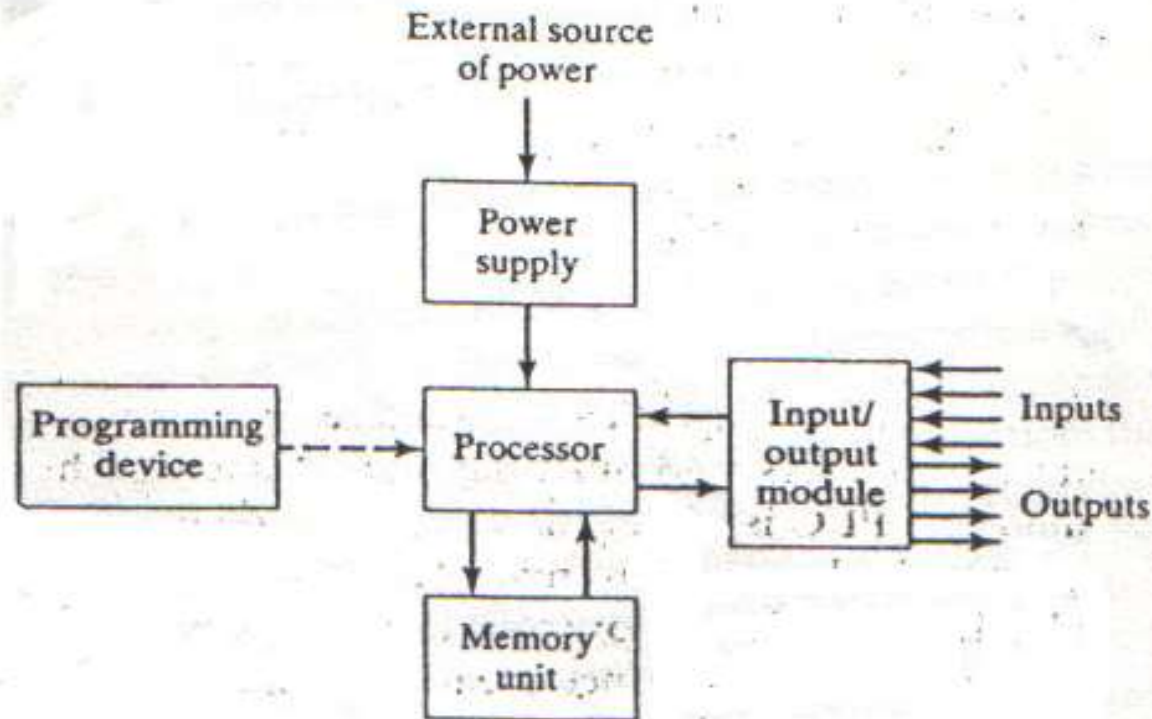 External source
of power
Power
supply
Programming
device
Processor
Input/
output
module
Inputs
Outputs
Memory
unit